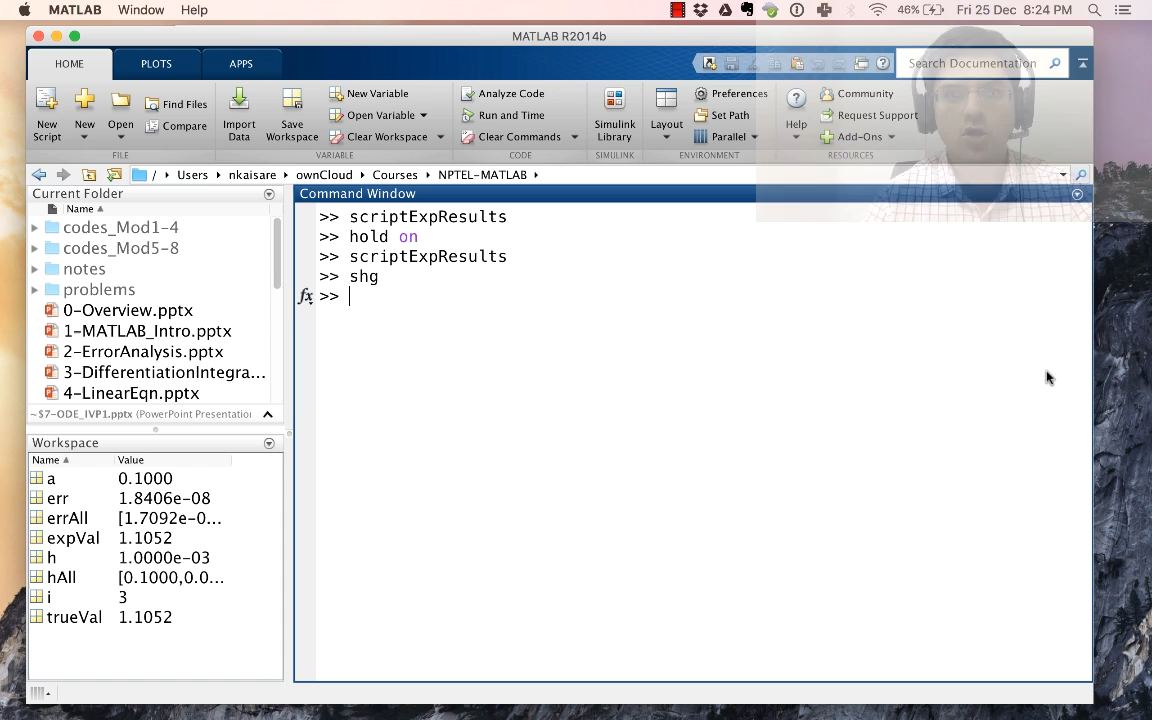 MATLAB Window Help 46% Fri 25 Dec 8:24 PM
MATLAB R2014b
HOME PLOTS APPS Search Documentation
New Script
New
Open
Find Files
Compare
FILE
Import Data
Save Workspace
New Variable
Open Variable
Clear Workspace
VARIABLE
Analyze Code
Run and Time
Clear Commands
CODE
Simulink Library
SIMULINK
Layout
Preferences
Set Path
Parallel
ENVIRONMENT
Help
Community
Request Support
Add-Ons
RESOURCES
/ Users nkaisare ownCloud Courses NPTEL-MATLAB
Current Folder
Name
codes_Mod1-4
codes_Mod5-8
notes
problems
0-Overview.pptx
1-MATLAB_Intro.pptx
2-ErrorAnalysis.pptx
3-DifferentiationIntegra...
4-LinearEqn.pptx
~$7-ODE_IVP1.pptx (PowerPoint Presentatio
Workspace
Name Value
a 0.1000
err 1.8406e-08
errAll [1.7092e-0...
expVal 1.1052
h 1.0000e-03
hAll [0.1000,0.0...
i 3
trueVal 1.1052
Command Window
>> scriptExpResults
>> hold on
>> scriptExpResults
>> shg
fx >>